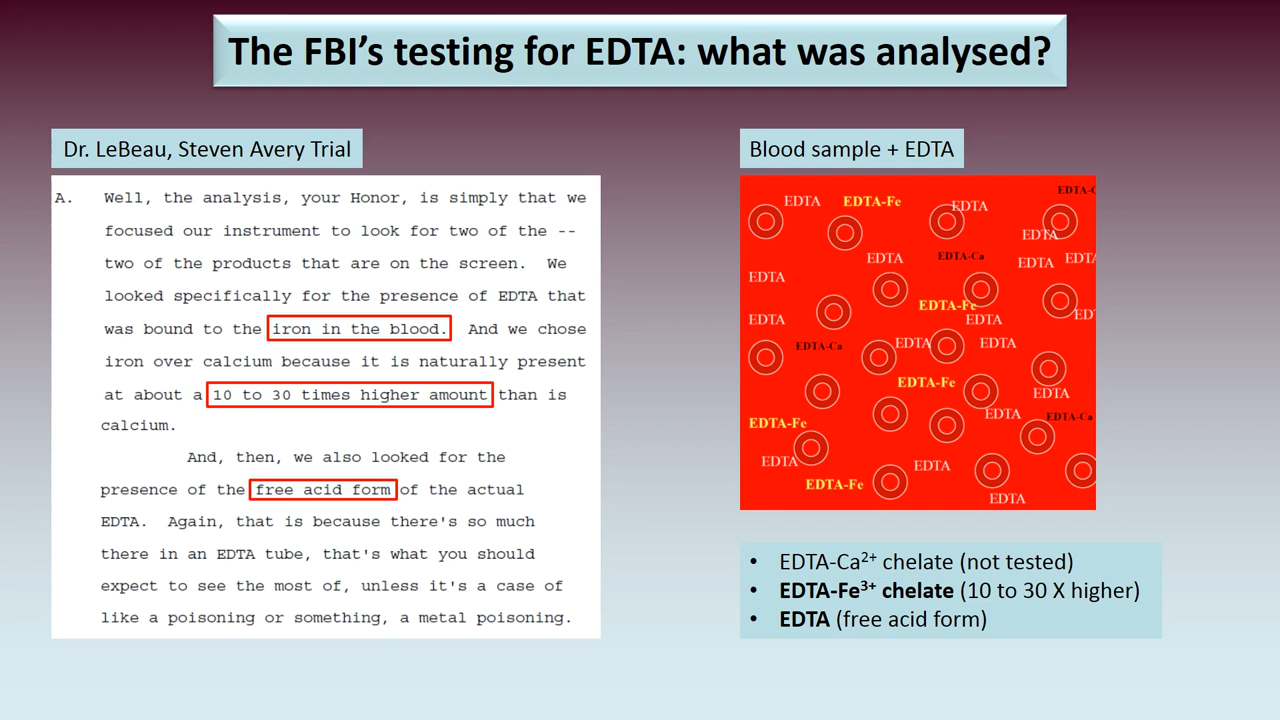 The FBI's testing for EDTA: what was analysed?
Dr. LeBeau, Steven Avery Trial
A. Well, the analysis, your Honor, is simply that we
focused our instrument to look for two of the --
two of the products that are on the screen. We
looked specifically for the presence of EDTA that
was bound to the iron in the blood. And we chose
iron over calcium because it is naturally present
at about a 10 to 30 times higher amount than is
calcium.
And, then, we also looked for the
presence of the free acid form of the actual
EDTA. Again, that is because there's so much
there in an EDTA tube, that's what you should
expect to see the most of, unless it's a case of
like a poisoning or something, a metal poisoning.
Blood sample + EDTA
EDTA-C
EDTA EDTA-Fe EDTA
EDTA
EDTA EDTA-Ca EDTA EDTA
EDTA
EDTA-Fe
EDTA EDTA ED
EDTA-Ca EDTA EDTA
EDTA-Fe
EDTA
EDTA-Fe EDTA EDTA-Ca
EDTA EDTA
EDTA-Fe
EDTA
• EDTA-Ca²⁺ chelate (not tested)
• EDTA-Fe³⁺ chelate (10 to 30 X higher)
• EDTA (free acid form)